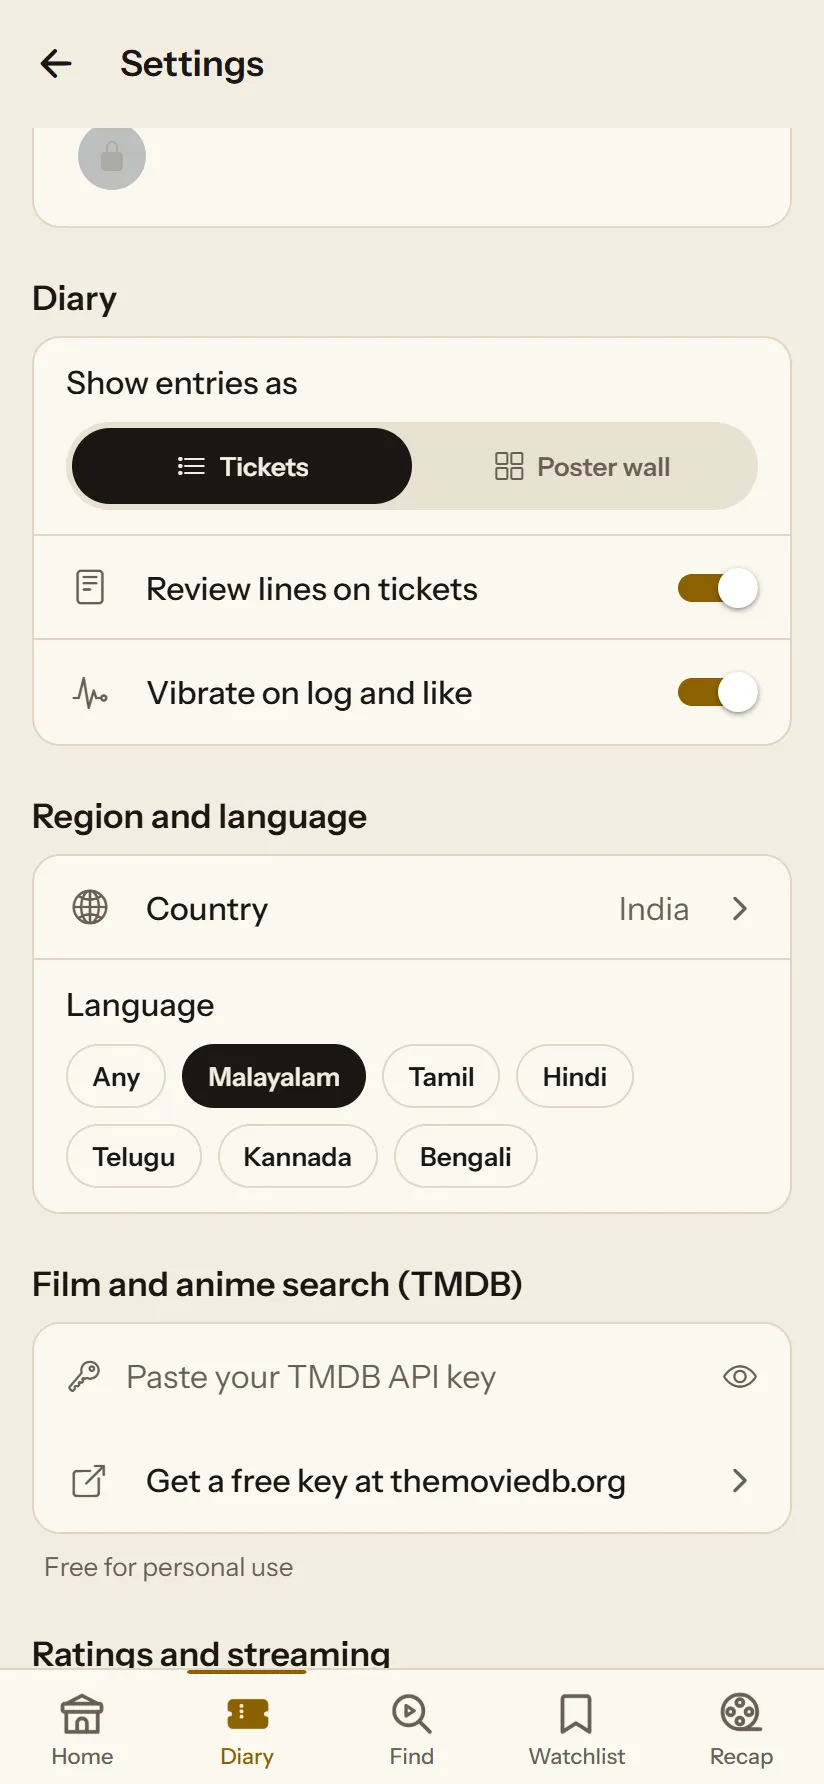 Settings
Diary
Show entries as
Tickets
Poster wall
Review lines on tickets
Vibrate on log and like
Region and language
Country
India
Language
Any
Malayalam
Tamil
Hindi
Telugu
Kannada
Bengali
Film and anime search (TMDB)
Paste your TMDB API key
Get a free key at themoviedb.org
Free for personal use
Ratings and streaming
Home
Diary
Find
Watchlist
Recap